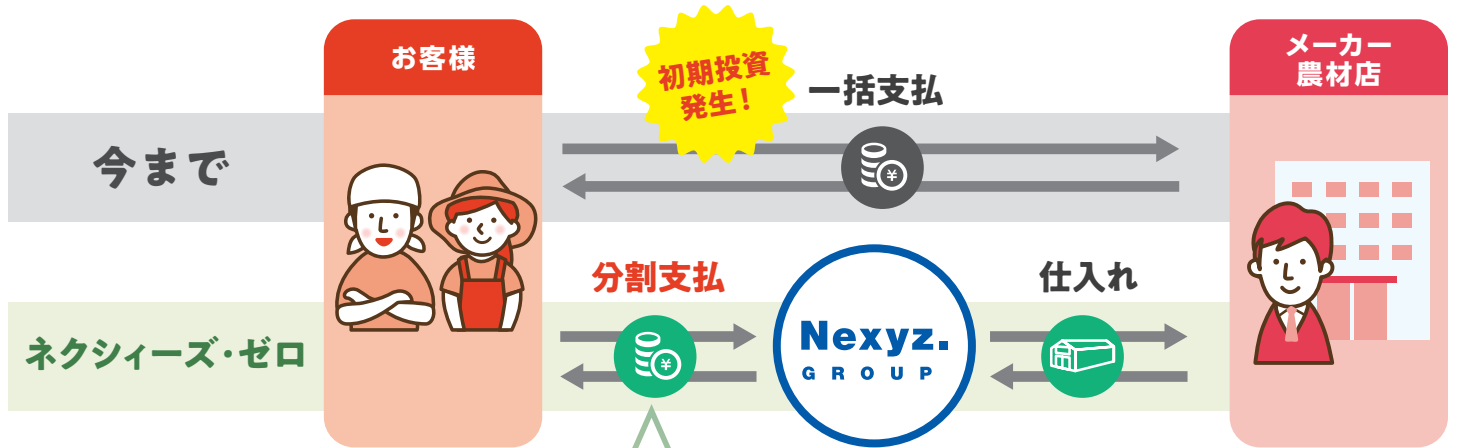 お客様
初期投資
発生！
一括支払
メーカー
農材店
今まで
¥
分割支払
仕入れ
ネクシィーズ・ゼロ
¥
Nexyz.
GROUP